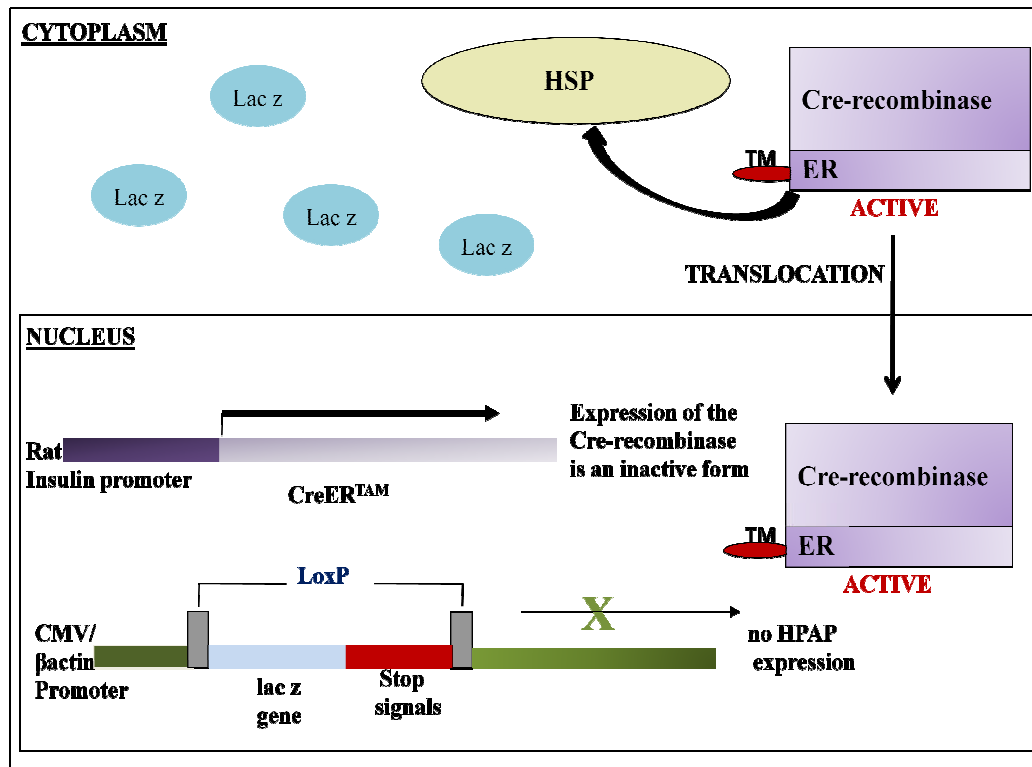 CYTOPLASM
HSP
Lac z
Lac z
Lac z
Lac z
Cre-recombinase
TM
ER
ACTIVE
TRANSLOCATION
NUCLEUS
Rat
Insulin promoter
CreERTAM
Expression of the
Cre-recombinase
is an inactive form
Cre-recombinase
TM
ER
ACTIVE
LoxP
CMV/
βactin
Promoter
lac z
gene
Stop
signals
X
no HPAP
expression